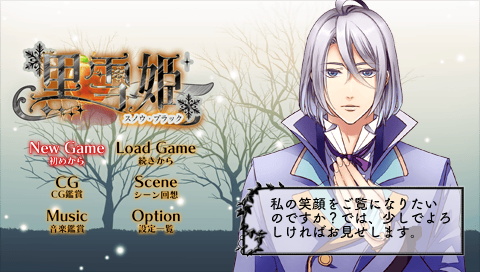 黒雪姫
スノウ・ブラック
New Game
初めから
Load Game
続きから
CG
CG鑑賞
Scene
シーン回想
Music
音楽鑑賞
Option
設定一覧
私の笑顔をご覧になりたい
のですか？では、少しでよろ
しければお見せします。